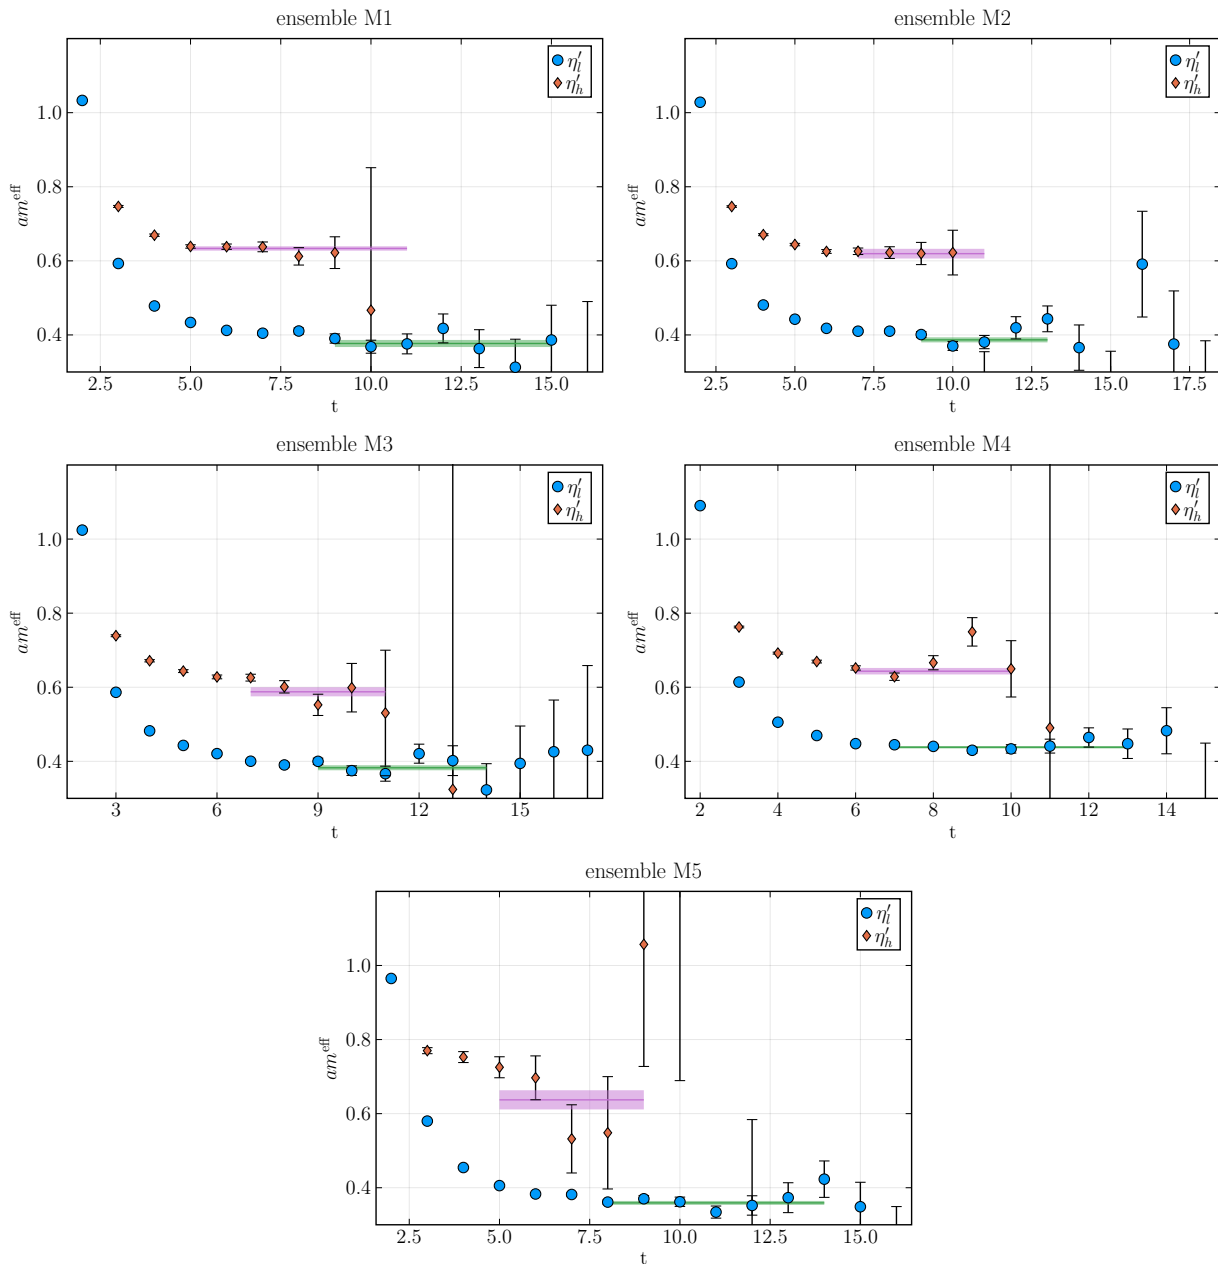 ensemble M1
am^eff
1.0
0.8
0.6
0.4
η′_l
η′_h
2.5 5.0 7.5 10.0 12.5 15.0
t
ensemble M2
am^eff
1.0
0.8
0.6
0.4
η′_l
η′_h
2.5 5.0 7.5 10.0 12.5 15.0 17.5
t
ensemble M3
am^eff
1.0
0.8
0.6
0.4
η′_l
η′_h
3 6 9 12 15
t
ensemble M4
am^eff
1.0
0.8
0.6
0.4
η′_l
η′_h
2 4 6 8 10 12 14
t
ensemble M5
am^eff
1.0
0.8
0.6
0.4
η′_l
η′_h
2.5 5.0 7.5 10.0 12.5 15.0
t